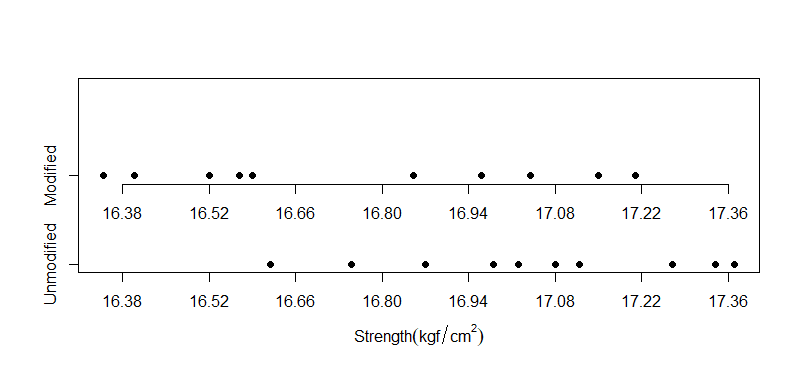 Modified
16.38 16.52 16.66 16.80 16.94 17.08 17.22 17.36
Unmodified
16.38 16.52 16.66 16.80 16.94 17.08 17.22 17.36
Strength(kgf/cm²)